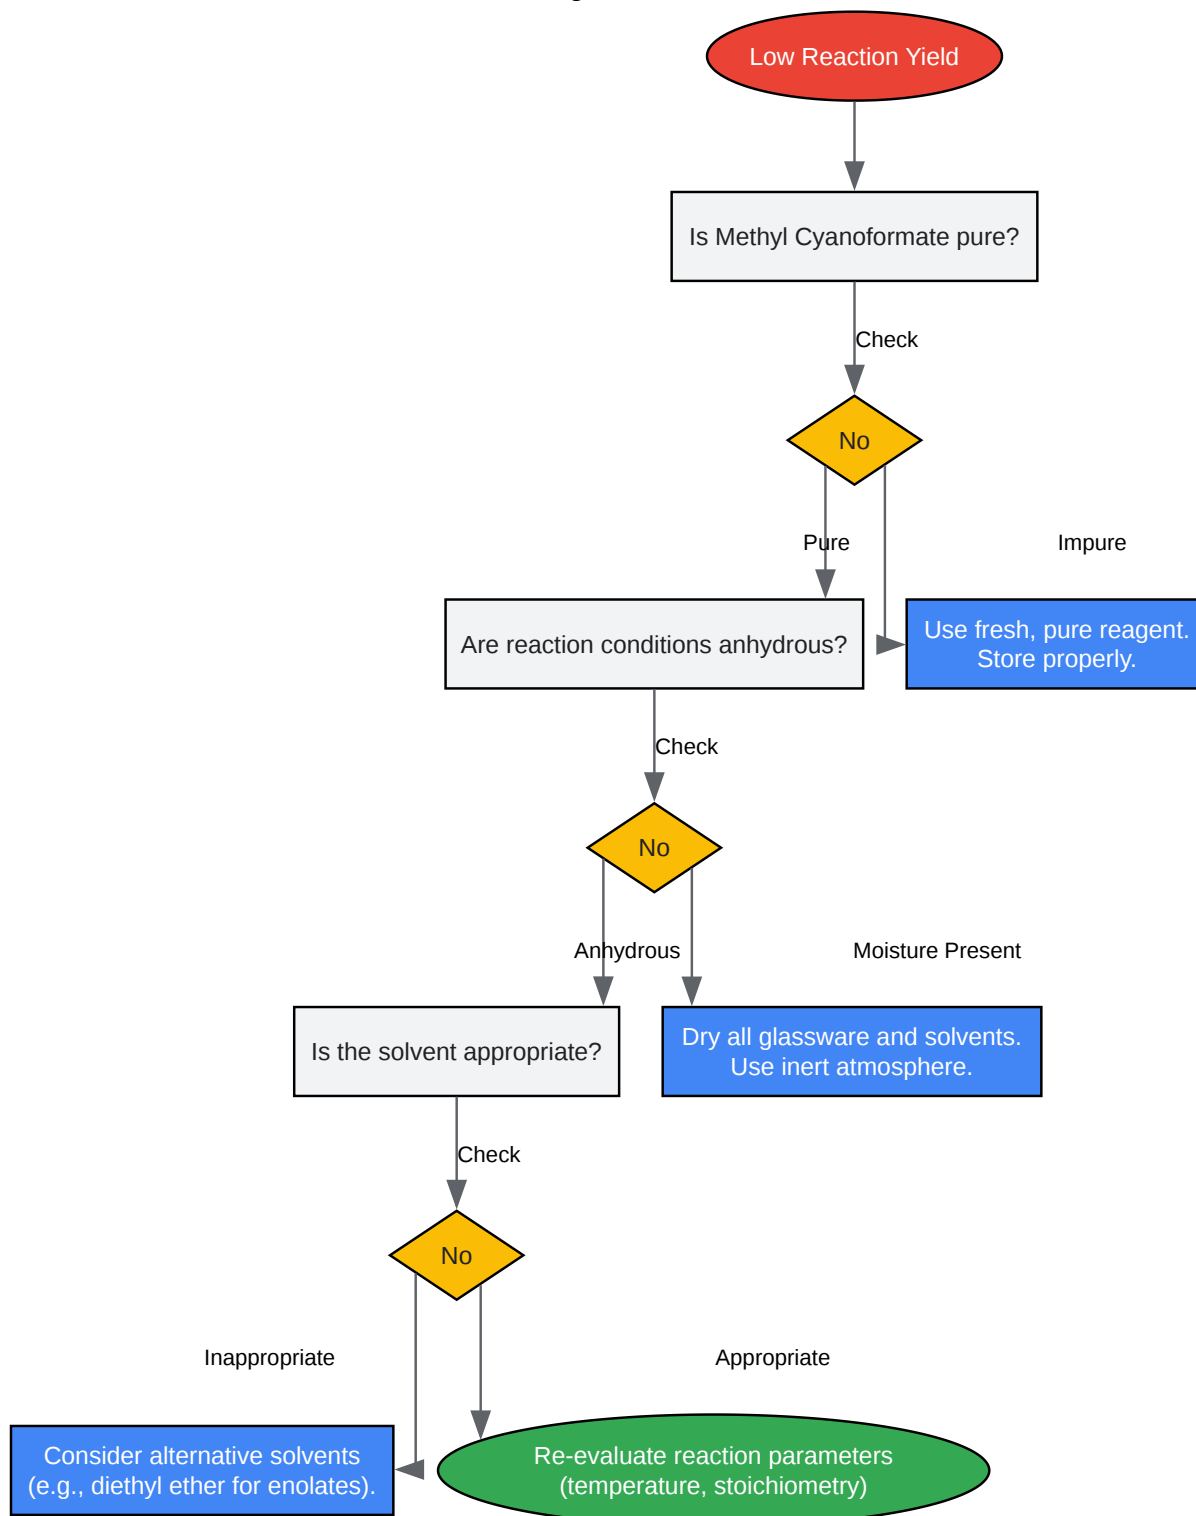 Low Reaction Yield
Is Methyl Cyanoformate pure?
Check
No
Pure
Impure
Are reaction conditions anhydrous?
Use fresh, pure reagent.
Store properly.
Check
No
Anhydrous
Moisture Present
Is the solvent appropriate?
Dry all glassware and solvents.
Use inert atmosphere.
Check
No
Inappropriate
Appropriate
Consider alternative solvents
(e.g., diethyl ether for enolates).
Re-evaluate reaction parameters
(temperature, stoichiometry)